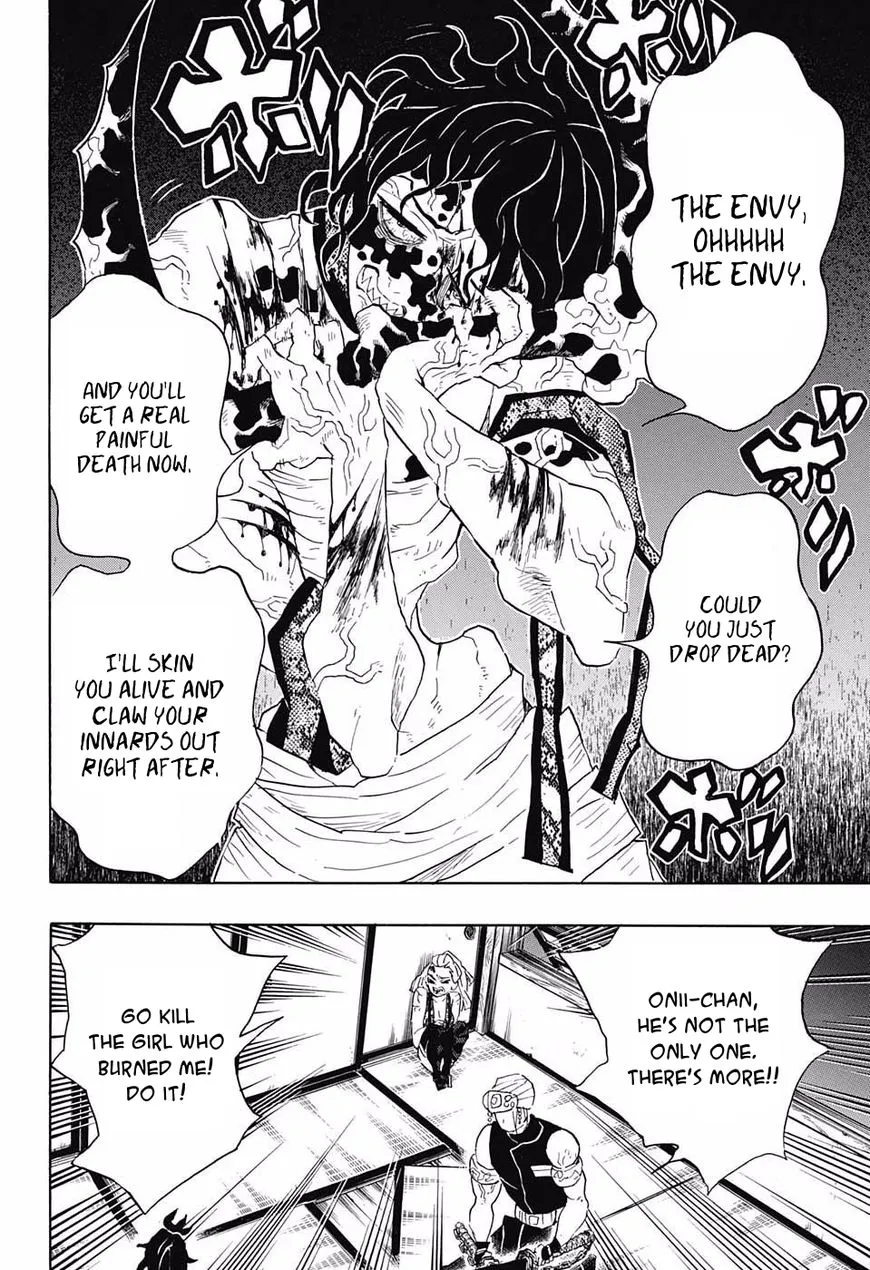 THE ENVY,
OHHHHH
THE ENVY.
COULD
YOU JUST
DROP DEAD?
AND YOU'LL
GET A REAL
PAINFUL
DEATH NOW.
I'LL SKIN
YOU ALIVE AND
CLAW YOUR
INNARDS OUT
RIGHT AFTER.
ONII-CHAN,
HE'S NOT THE
ONLY ONE.
THERE'S MORE!!
GO KILL
THE GIRL WHO
BURNED ME!
DO IT!